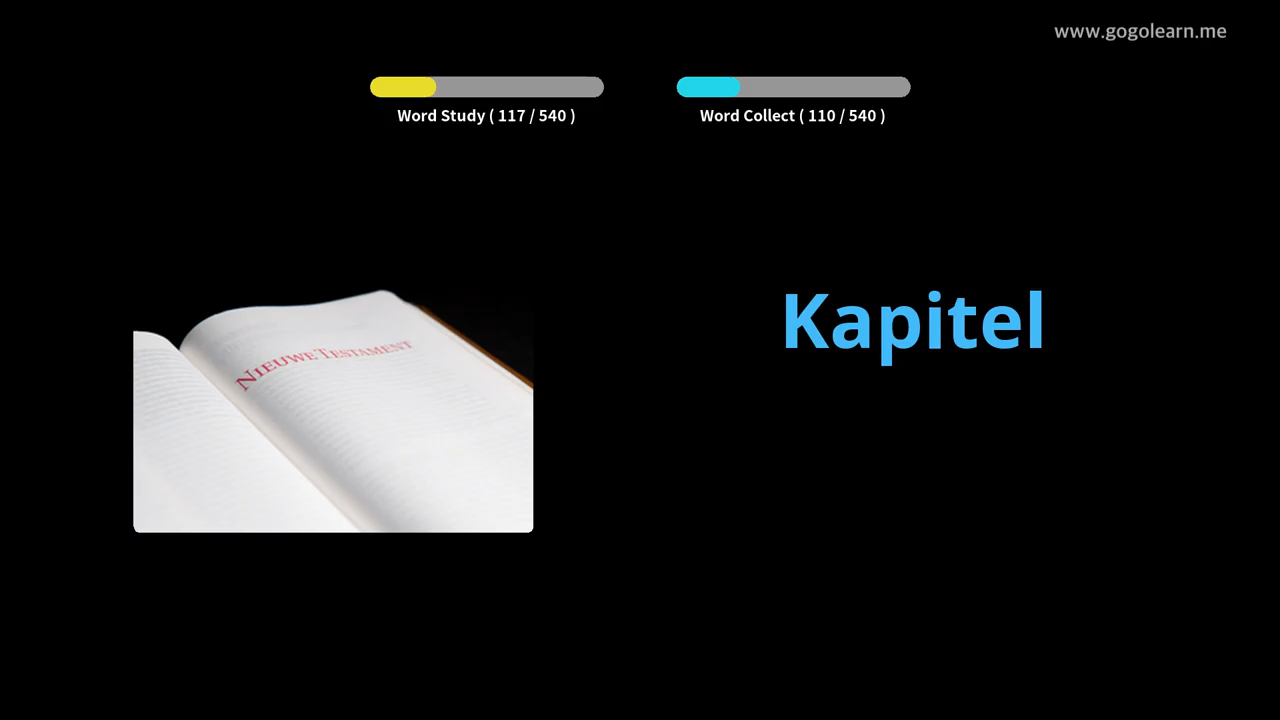 www.gogolearn.me
Word Study ( 117 / 540 )
Word Collect ( 110 / 540 )
Kapitel
NIEUWE TESTAMENT